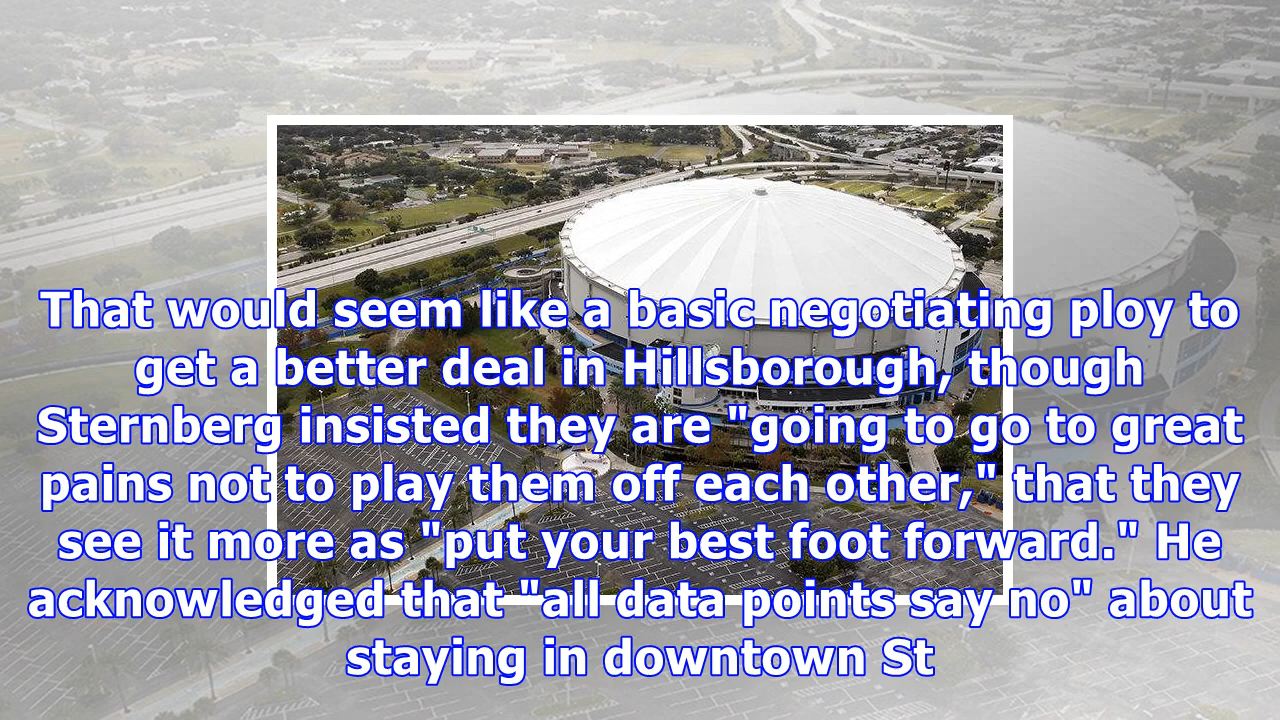 That would seem like a basic negotiating ploy to
get a better deal in Hillsborough, though
Sternberg insisted they are "going to go to great
pains not to play them off each other," that they
see it more as "put your best foot forward." He
acknowledged that "all data points say no" about
staying in downtown St